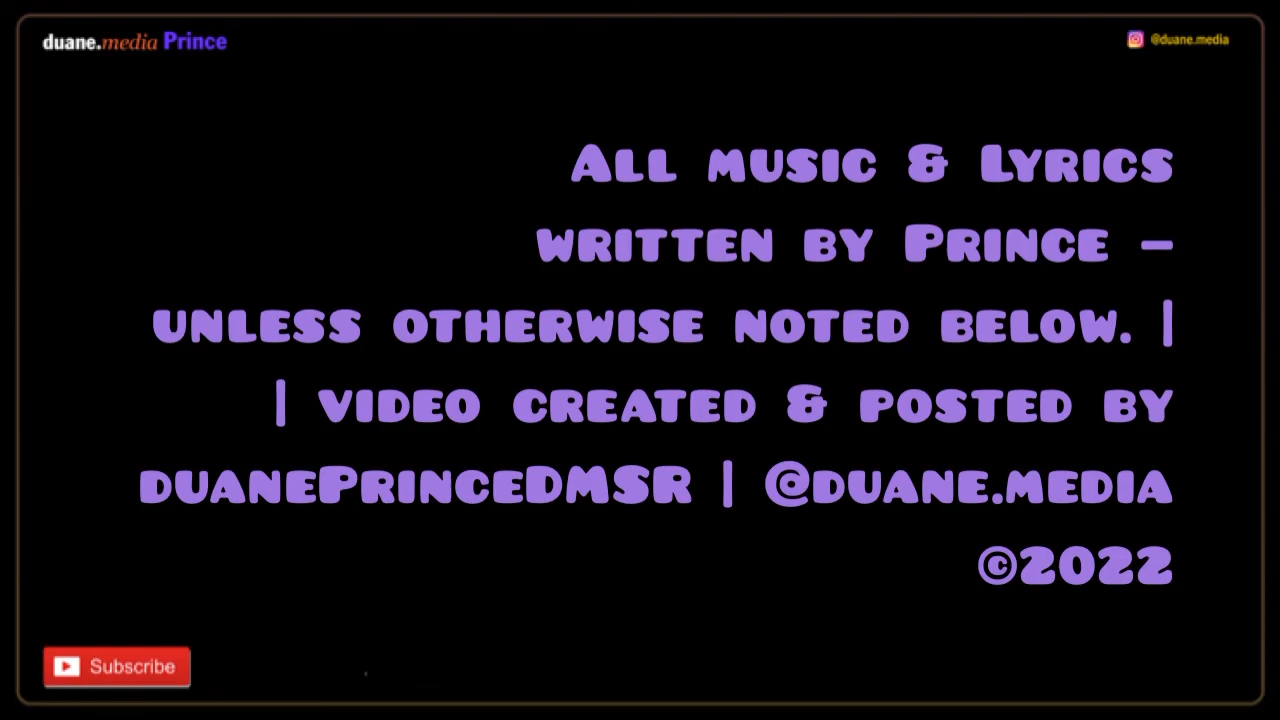 duane.media Prince
@duane.media
All music & Lyrics
written by Prince –
unless otherwise noted below. |
| video created & posted by
duanePrinceDMSR | @duane.media
©2022
Subscribe